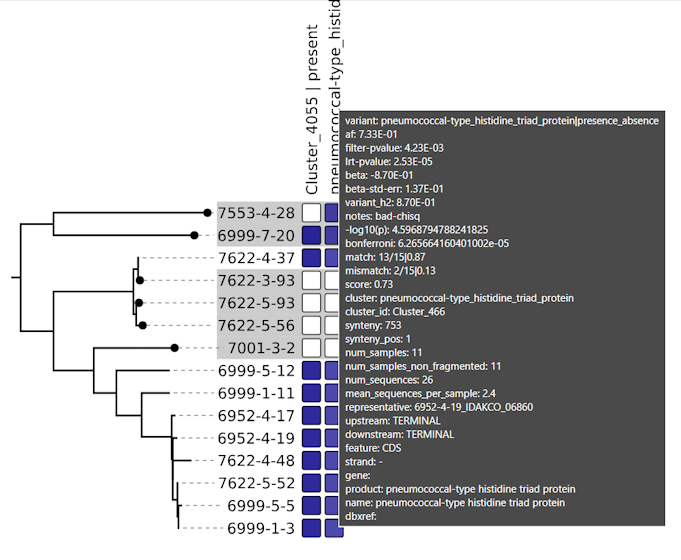 Cluster_4055 | present
pneumococcal-type_histid
variant: pneumococcal-type_histidine_triad_protein|presence_absence
af: 7.33E-01
filter-pvalue: 4.23E-03
lrt-pvalue: 2.53E-05
beta: -8.70E-01
beta-std-err: 1.37E-01
variant_h2: 8.70E-01
notes: bad-chisq
-log10(p): 4.5968794788241825
bonferroni: 6.265664160401002e-05
match: 13/15|0.87
mismatch: 2/15|0.13
score: 0.73
cluster: pneumococcal-type_histidine_triad_protein
cluster_id: Cluster_466
synteny: 753
synteny_pos: 1
num_samples: 11
num_samples_non_fragmented: 11
num_sequences: 26
mean_sequences_per_sample: 2.4
representative: 6952-4-19_IDAKCO_06860
upstream: TERMINAL
downstream: TERMINAL
feature: CDS
strand: -
gene:
product: pneumococcal-type histidine triad protein
name: pneumococcal-type histidine triad protein
dbxref:
7553-4-28
6999-7-20
7622-4-37
7622-3-93
7622-5-93
7622-5-56
7001-3-2
6999-5-12
6999-1-11
6952-4-17
6952-4-19
7622-4-48
7622-5-52
6999-5-5
6999-1-3